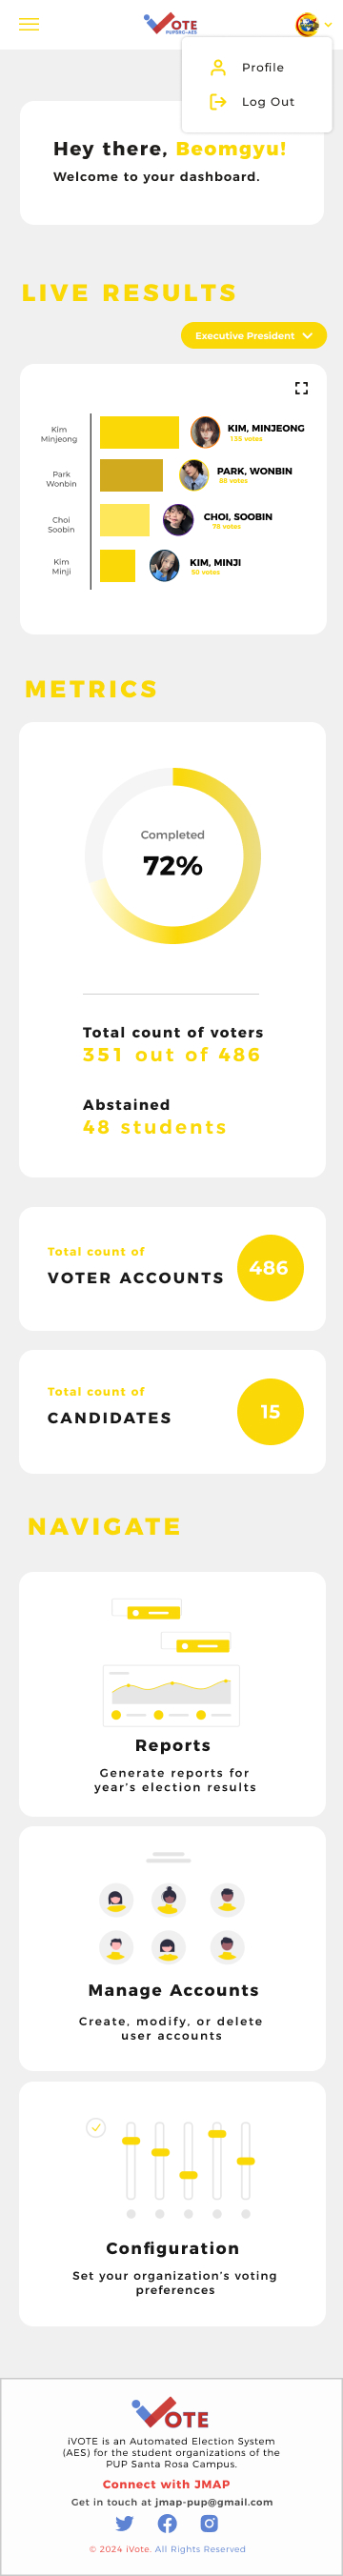 VOTE
PUPSRC-AES
Profile
Log Out
Hey there, Beomgyu!
Welcome to your dashboard.
LIVE RESULTS
Executive President
Kim
Minjeong
KIM, MINJEONG
135 votes
Park
Wonbin
PARK, WONBIN
88 votes
Choi
Soobin
CHOI, SOOBIN
78 votes
Kim
Minji
KIM, MINJI
50 votes
METRICS
Completed
72%
Total count of voters
351 out of 486
Abstained
48 students
Total count of
VOTER ACCOUNTS
486
Total count of
CANDIDATES
15
NAVIGATE
Reports
Generate reports for
year's election results
Manage Accounts
Create, modify, or delete
user accounts
Configuration
Set your organization's voting
preferences
VOTE
iVOTE is an Automated Election System
(AES) for the student organizations of the
PUP Santa Rosa Campus.
Connect with JMAP
Get in touch at jmap-pup@gmail.com
© 2024 iVote. All Rights Reserved